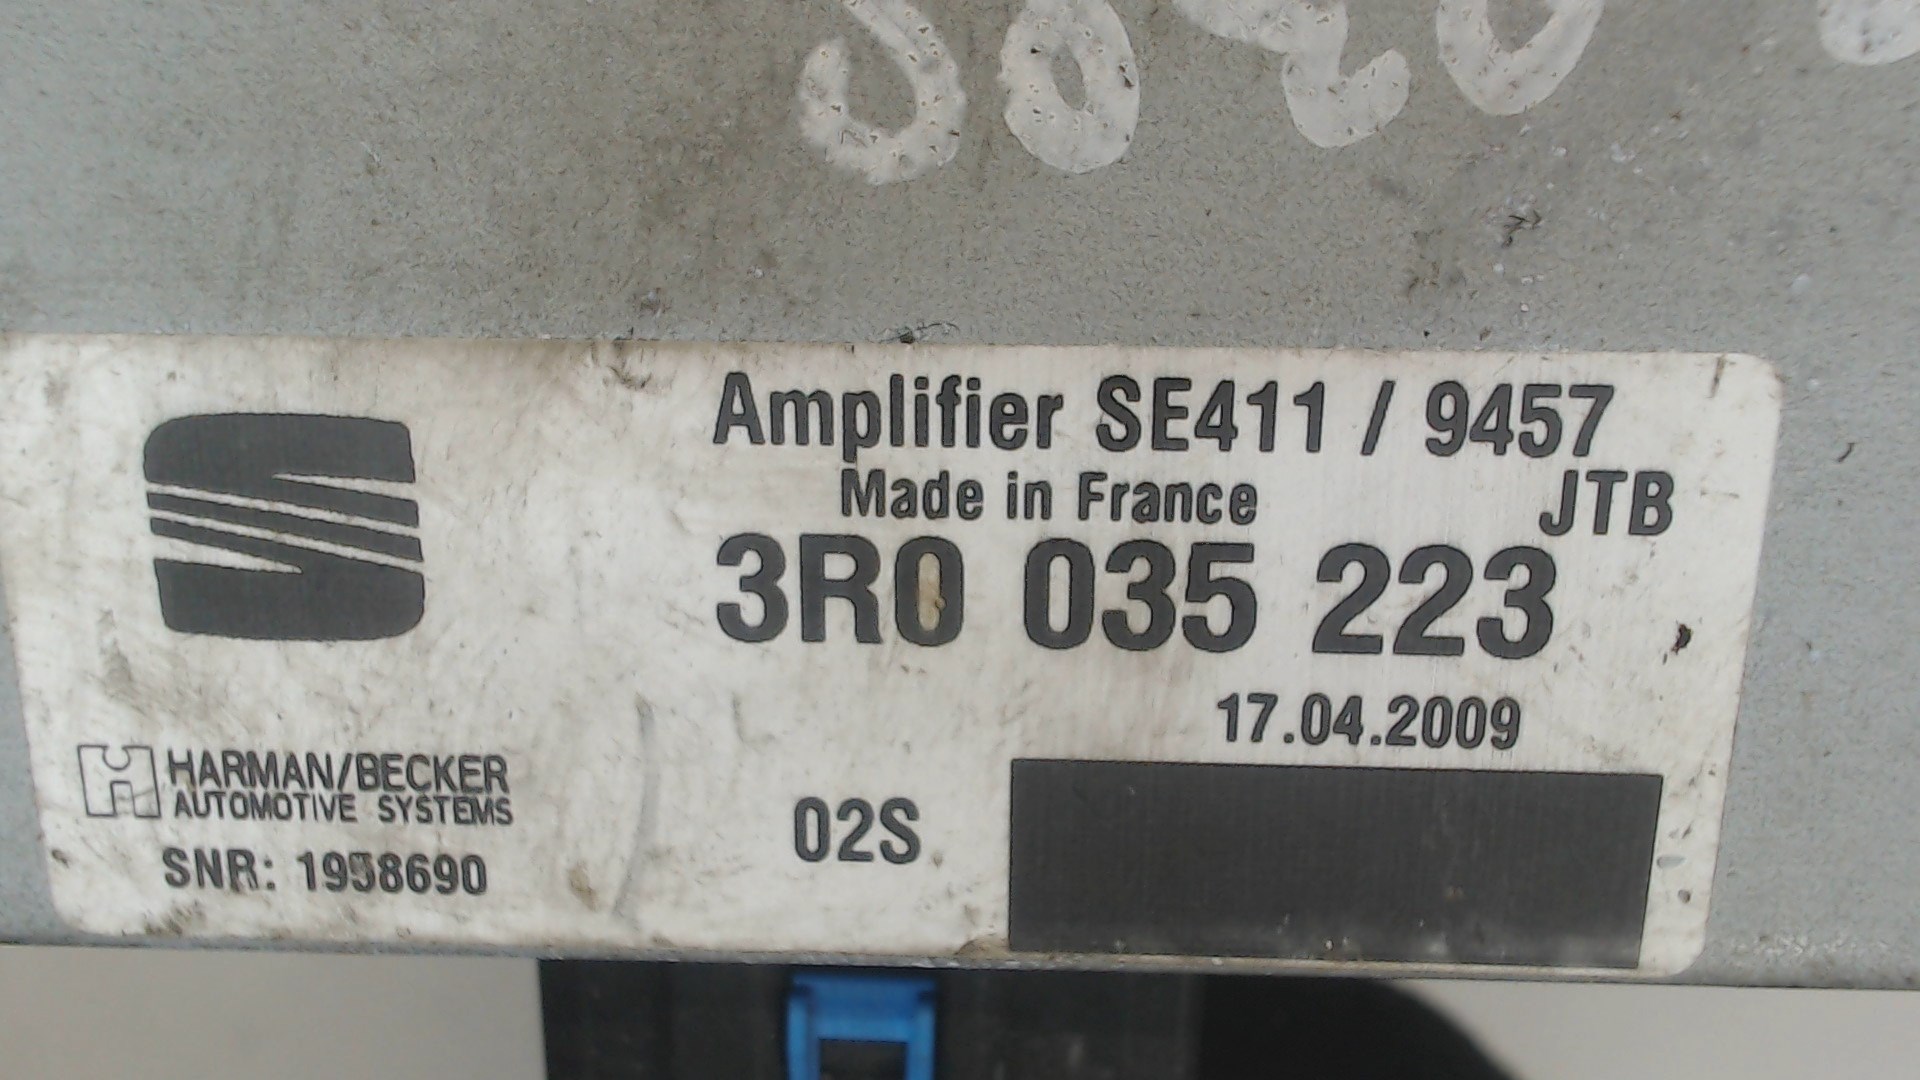 Amplifier SE411 / 9457
Made in France JTB
3R0 035 223
17.04.2009
HARMAN/BECKER
AUTOMOTIVE SYSTEMS
02S
SNR: 1958690